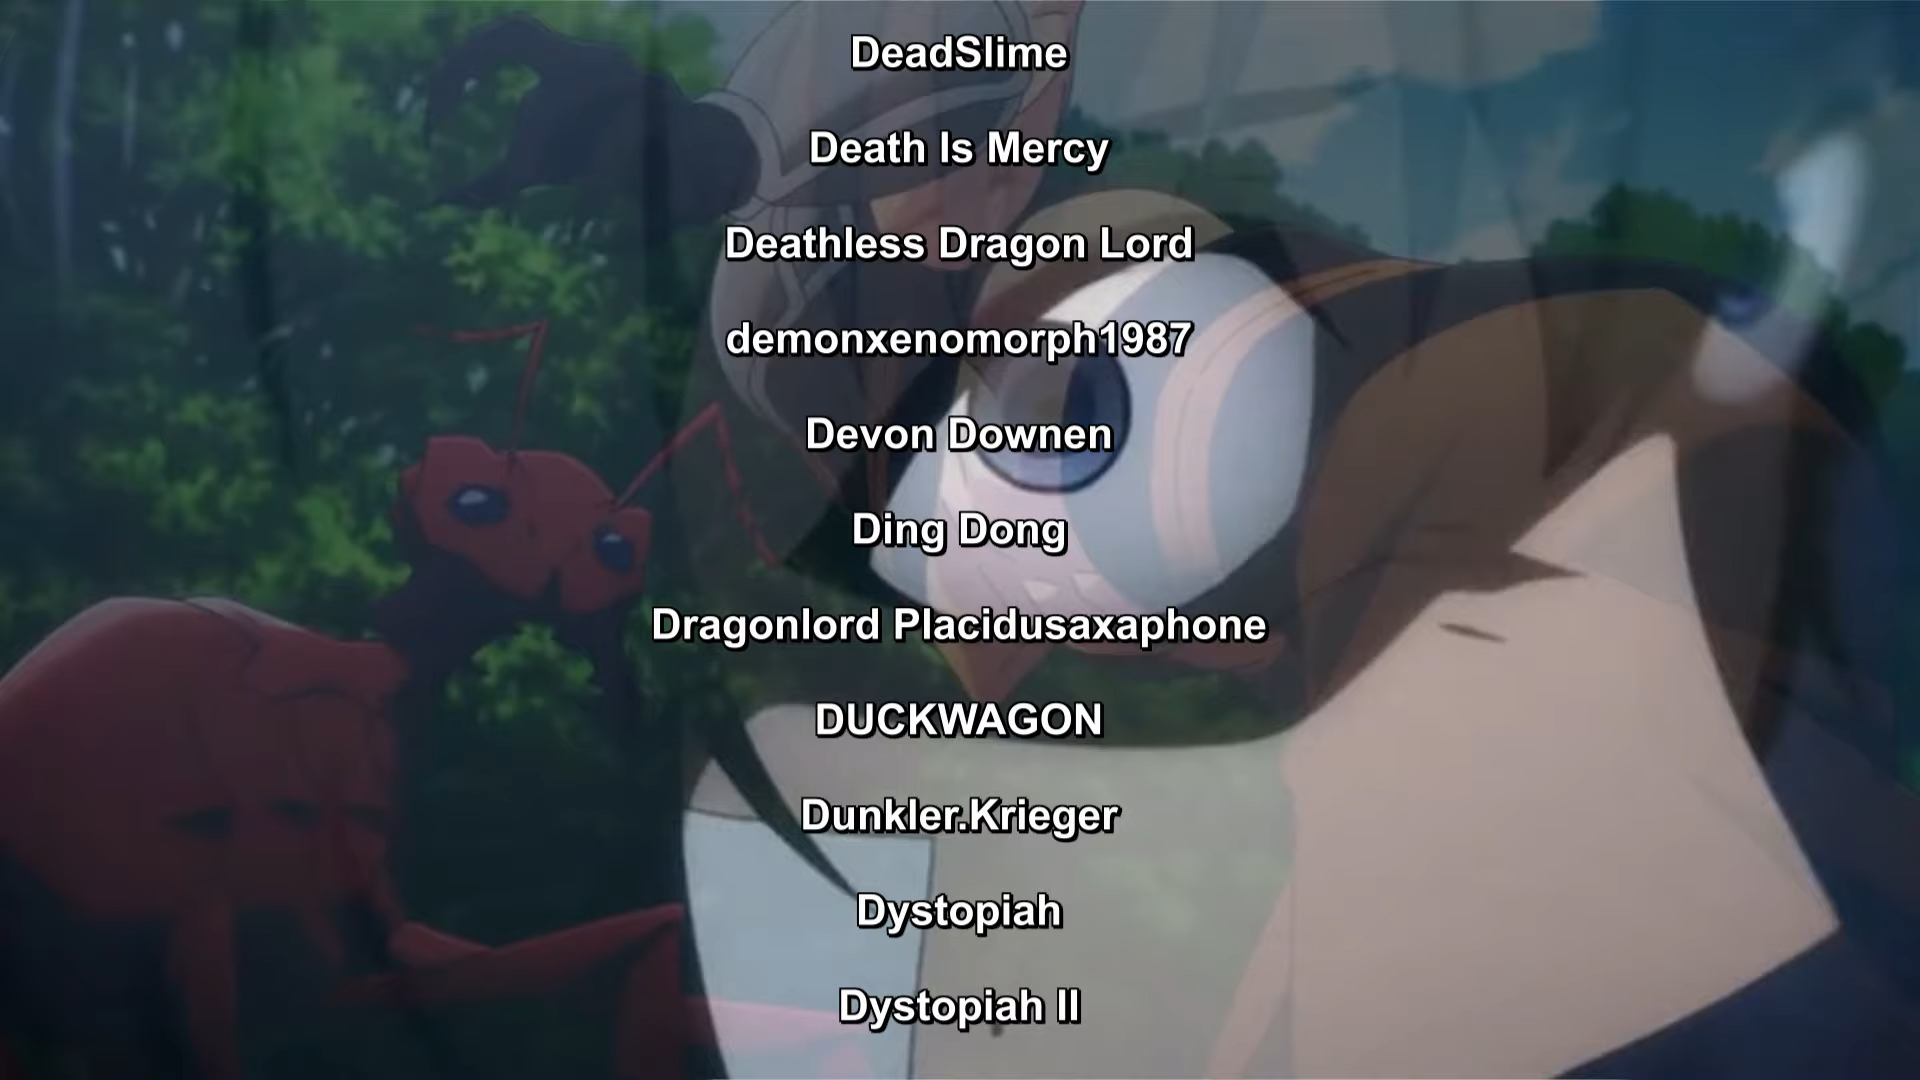 DeadSlime
Death Is Mercy
Deathless Dragon Lord
demonxenomorph1987
Devon Downen
Ding Dong
Dragonlord Placidusaxaphone
DUCKWAGON
Dunkler.Krieger
Dystopiah
Dystopiah II